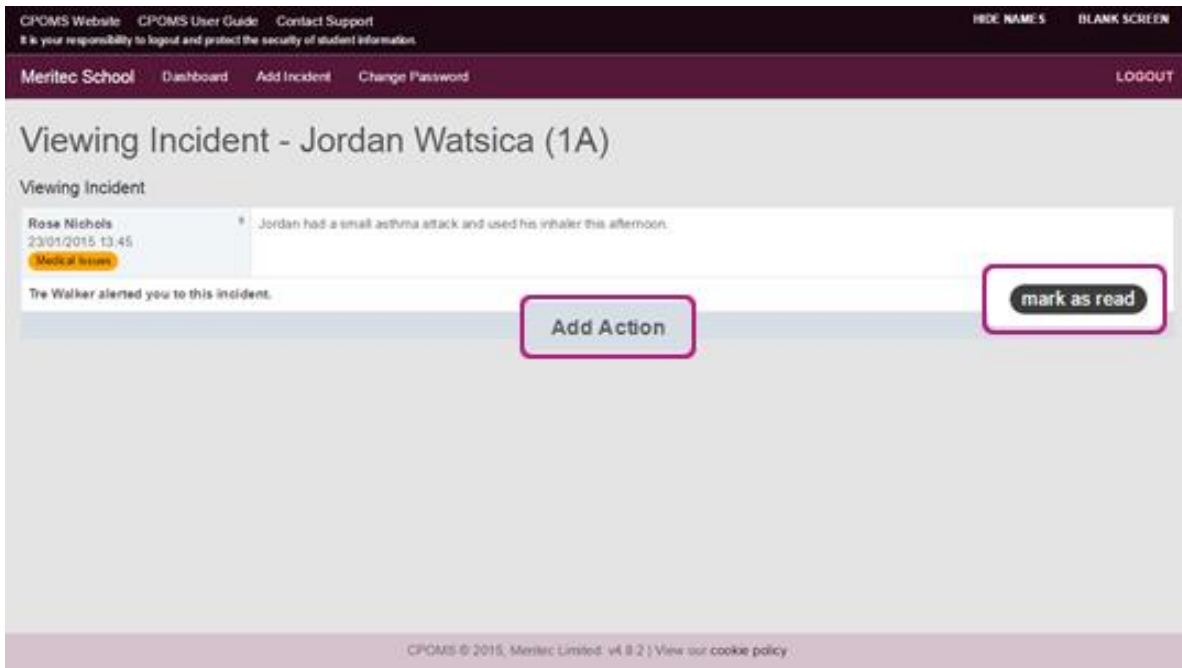 CPOMS Website CPOMS User Guide Contact Support HIDE NAMES BLANK SCREEN
It is your responsibility to logout and protect the security of student information.
Meritec School Dashboard Add Incident Change Password LOGOUT
Viewing Incident - Jordan Watsica (1A)
Viewing Incident
Rose Nichols Jordan had a small asthma attack and used his inhaler this afternoon.
23/01/2015 13:45
Medical Issues
Tre Walker alerted you to this incident.
mark as read
Add Action
CPOMS © 2015, Meritec Limited. v4.8.2 | View our cookie policy